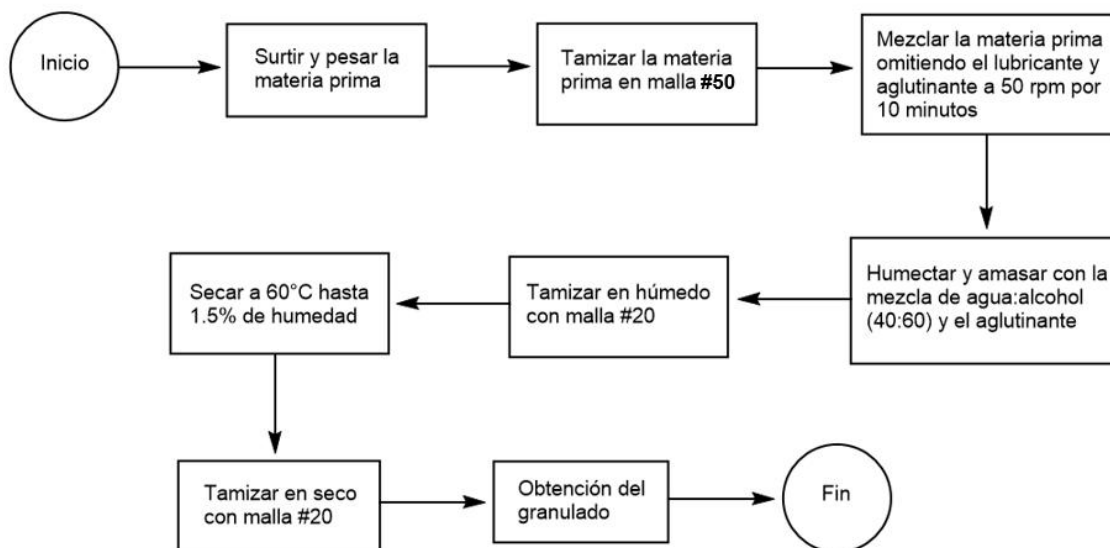 Inicio
Surtir y pesar la
materia prima
Tamizar la materia
prima en malla #50
Mezclar la materia prima
omitiendo el lubricante y
aglutinante a 50 rpm por
10 minutos
Humectar y amasar con la
mezcla de agua:alcohol
(40:60) y el aglutinante
Tamizar en húmedo
con malla #20
Secar a 60°C hasta
1.5% de humedad
Tamizar en seco
con malla #20
Obtención del
granulado
Fin